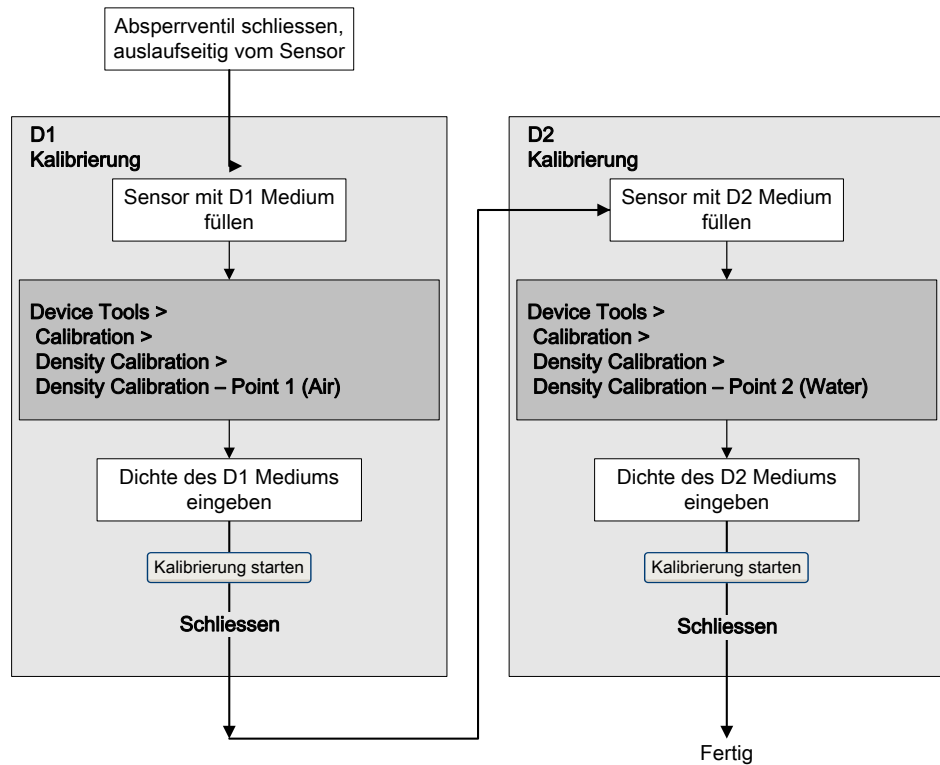 Absperrventil schliessen,
auslaufseitig vom Sensor
D1
Kalibrierung
Sensor mit D1 Medium
füllen
Device Tools >
Calibration >
Density Calibration >
Density Calibration – Point 1 (Air)
Dichte des D1 Mediums
eingeben
Kalibrierung starten
Schliessen
D2
Kalibrierung
Sensor mit D2 Medium
füllen
Device Tools >
Calibration >
Density Calibration >
Density Calibration – Point 2 (Water)
Dichte des D2 Mediums
eingeben
Kalibrierung starten
Schliessen
Fertig